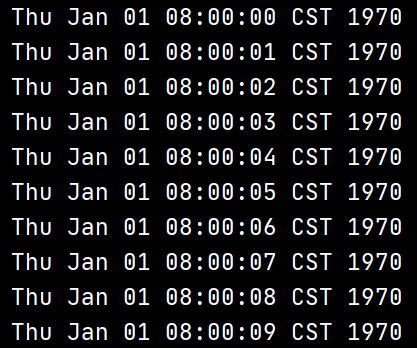 Thu Jan 01 08:00:00 CST 1970
Thu Jan 01 08:00:01 CST 1970
Thu Jan 01 08:00:02 CST 1970
Thu Jan 01 08:00:03 CST 1970
Thu Jan 01 08:00:04 CST 1970
Thu Jan 01 08:00:05 CST 1970
Thu Jan 01 08:00:06 CST 1970
Thu Jan 01 08:00:07 CST 1970
Thu Jan 01 08:00:08 CST 1970
Thu Jan 01 08:00:09 CST 1970